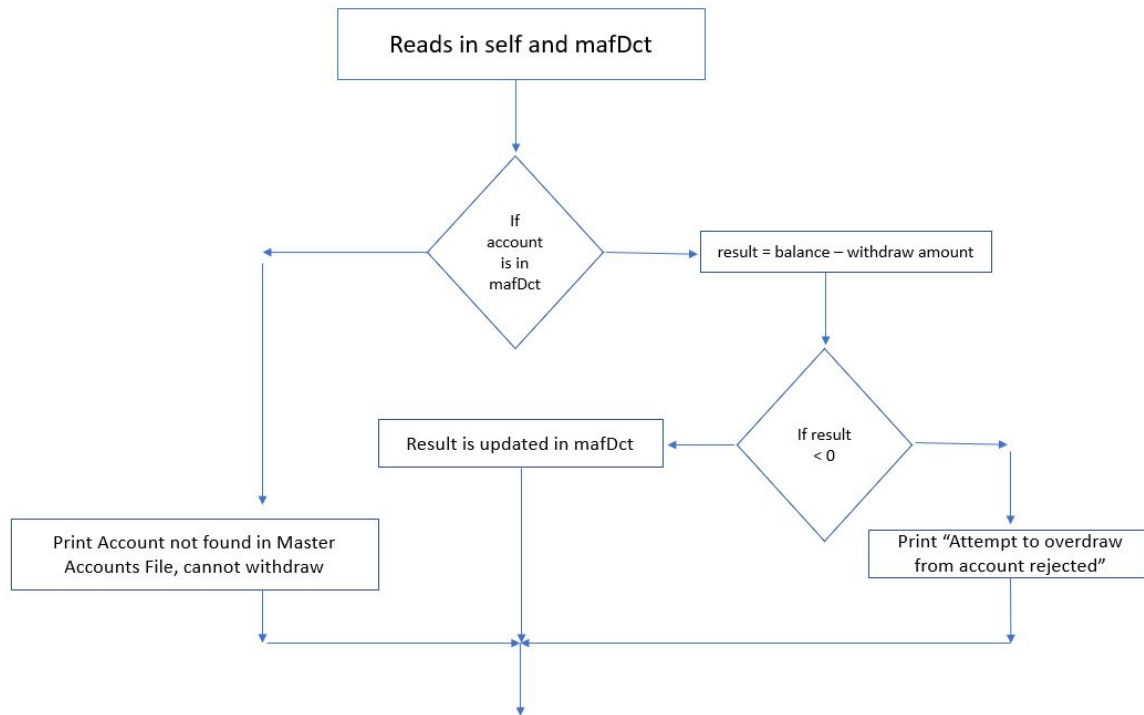 Reads in self and mafDct
If
account
is in
mafDct
result = balance – withdraw amount
Result is updated in mafDct
If result
< 0
Print Account not found in Master
Accounts File, cannot withdraw
Print “Attempt to overdraw
from account rejected”